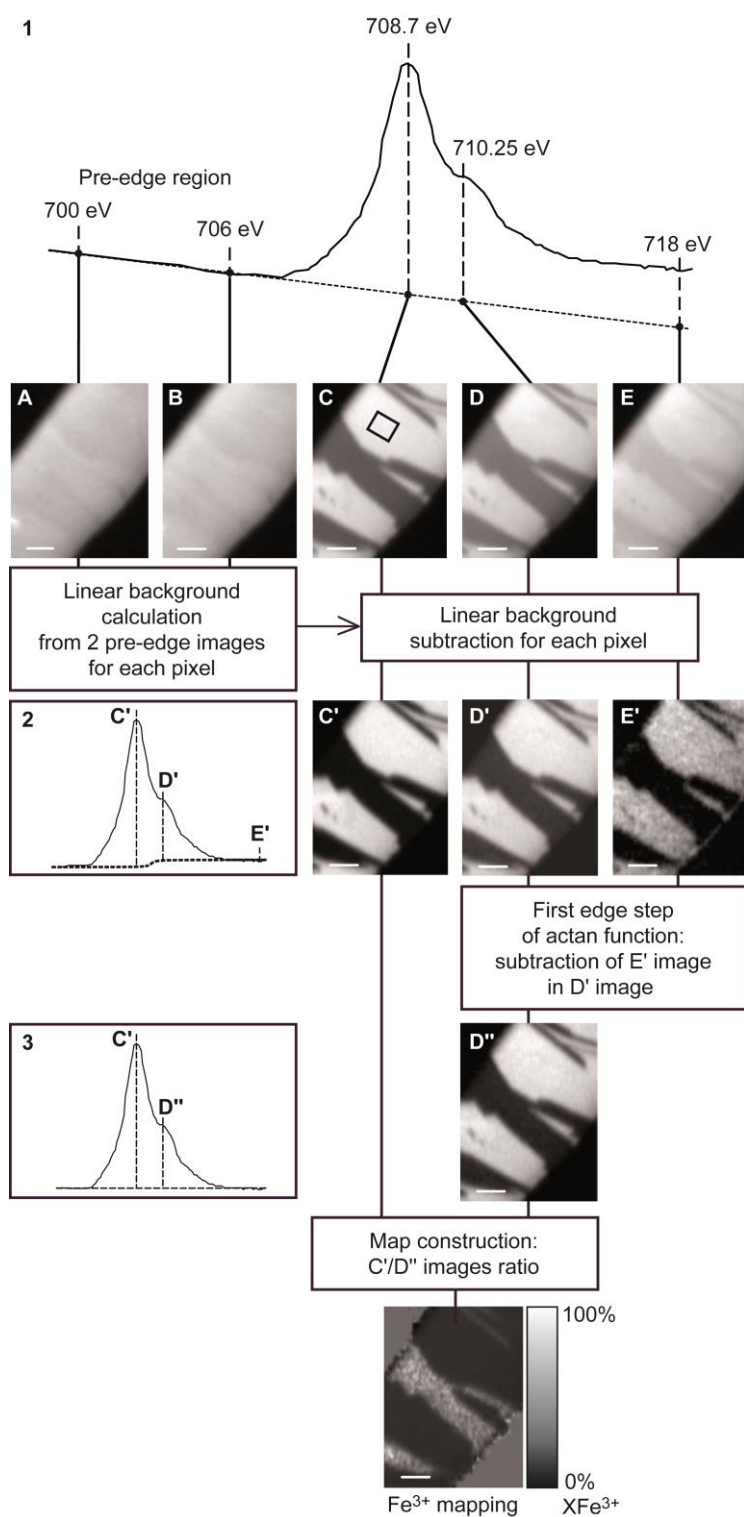 1
708.7 eV
710.25 eV
Pre-edge region
700 eV
706 eV
718 eV
A
B
C
D
E
Linear background
calculation
from 2 pre-edge images
for each pixel
Linear background
subtraction for each pixel
2
C'
D'
E'
C'
D'
E'
First edge step
of actan function:
subtraction of E' image
in D' image
3
C'
D"
D"
Map construction:
C'/D" images ratio
100%
0%
Fe³⁺ mapping
XFe³⁺